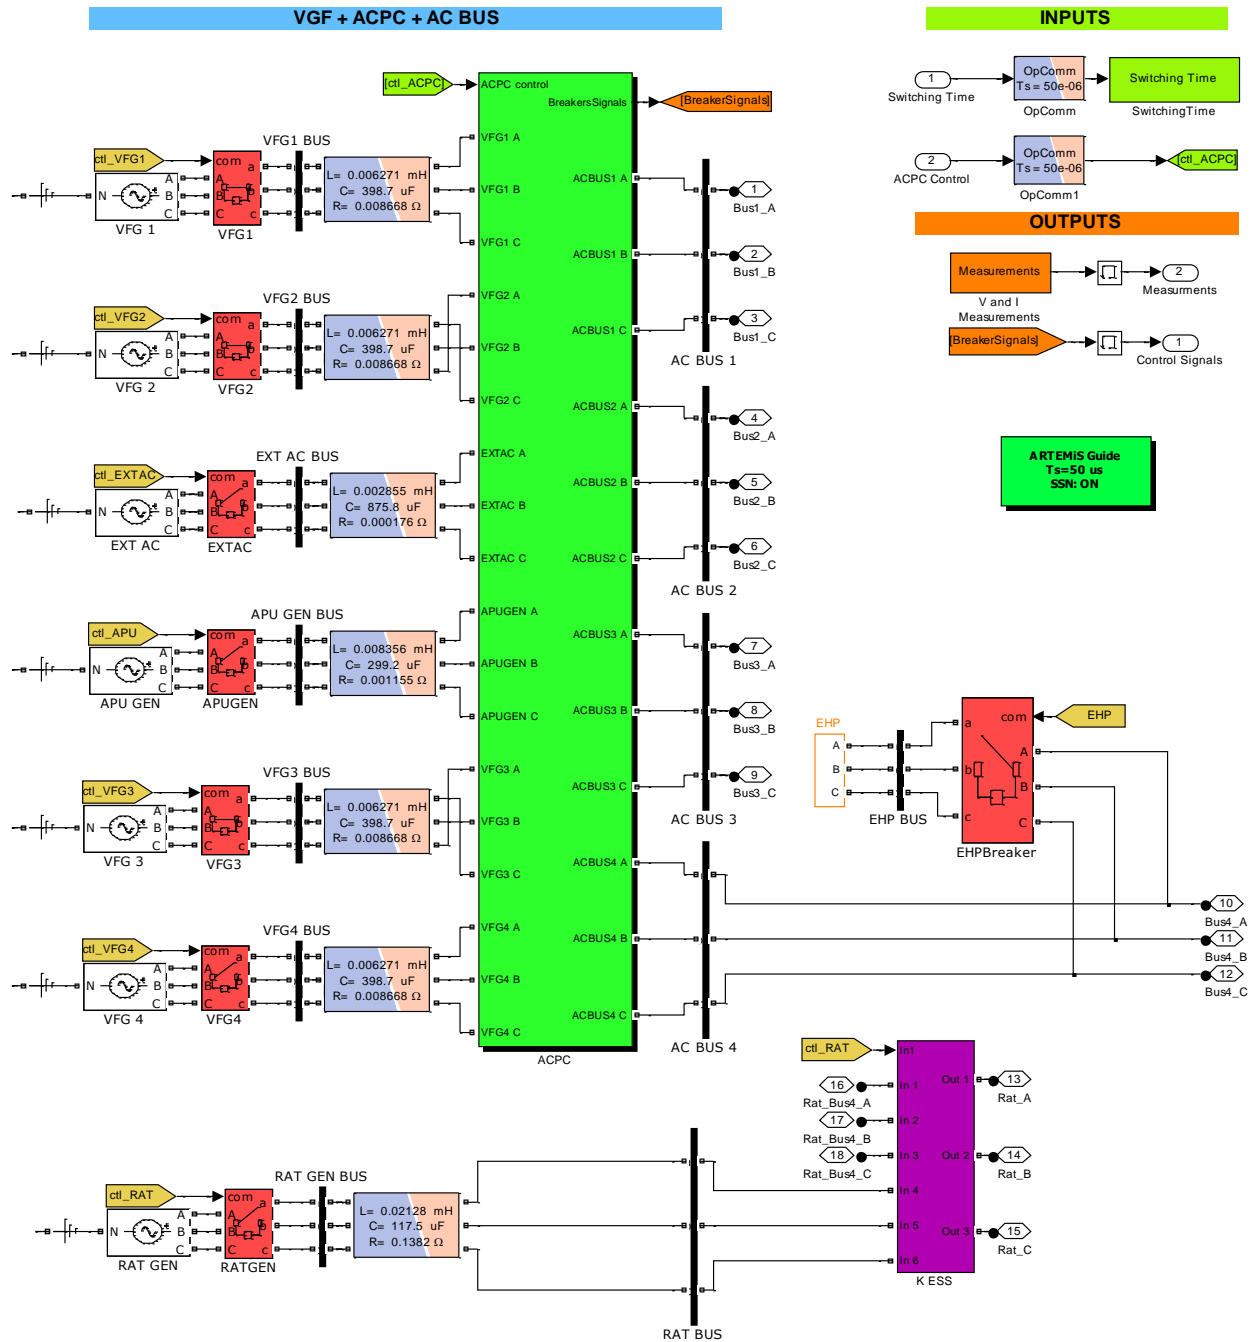 VGF + ACPC + AC BUS
INPUTS
[ctl_ACPC]
ACPC control
BreakersSignals
[BreakerSignals]
1
Switching Time
OpComm
Ts = 50e-06
OpComm
Switching Time
SwitchingTime
2
ACPC Control
OpComm
Ts = 50e-06
OpComm1
[ctl_ACPC]
OUTPUTS
Measurements
V and I
Measurements
2
Measurments
[BreakerSignals]
1
Control Signals
ARTEMiS Guide
Ts=50 us
SSN: ON
ctl_VFG1
N
A
B
C
VFG 1
com
A
B
C
a
b
c
VFG1
VFG1 BUS
L= 0.006271 mH
C= 398.7 uF
R= 0.008668 Ω
VFG1 A
VFG1 B
VFG1 C
ctl_VFG2
N
A
B
C
VFG 2
com
A
B
C
a
b
c
VFG2
VFG2 BUS
L= 0.006271 mH
C= 398.7 uF
R= 0.008668 Ω
VFG2 A
VFG2 B
VFG2 C
ctl_EXTAC
N
A
B
C
EXT AC
com
A
B
C
a
b
c
EXTAC
EXT AC BUS
L= 0.002855 mH
C= 875.8 uF
R= 0.000176 Ω
EXTAC A
EXTAC B
EXTAC C
ctl_APU
N
A
B
C
APU GEN
com
A
B
C
a
b
c
APUGEN
APU GEN BUS
L= 0.008356 mH
C= 299.2 uF
R= 0.001155 Ω
APUGEN A
APUGEN B
APUGEN C
ctl_VFG3
N
A
B
C
VFG 3
com
A
B
C
a
b
c
VFG3
VFG3 BUS
L= 0.006271 mH
C= 398.7 uF
R= 0.008668 Ω
VFG3 A
VFG3 B
VFG3 C
ctl_VFG4
N
A
B
C
VFG 4
com
A
B
C
a
b
c
VFG4
VFG4 BUS
L= 0.006271 mH
C= 398.7 uF
R= 0.008668 Ω
VFG4 A
VFG4 B
VFG4 C
ACPC
ACBUS1 A
ACBUS1 B
ACBUS1 C
1
Bus1_A
2
Bus1_B
3
Bus1_C
AC BUS 1
ACBUS2 A
ACBUS2 B
ACBUS2 C
4
Bus2_A
5
Bus2_B
6
Bus2_C
AC BUS 2
ACBUS3 A
ACBUS3 B
ACBUS3 C
7
Bus3_A
8
Bus3_B
9
Bus3_C
AC BUS 3
ACBUS4 A
ACBUS4 B
ACBUS4 C
AC BUS 4
EHP
A
B
C
EHP BUS
a
b
c
com
A
B
C
EHPBreaker
EHP
10
Bus4_A
11
Bus4_B
12
Bus4_C
ctl_RAT
16
Rat_Bus4_A
17
Rat_Bus4_B
18
Rat_Bus4_C
In1
In 1
In 2
In 3
In 4
In 5
In 6
Out 1
Out 2
Out 3
K ESS
13
Rat_A
14
Rat_B
15
Rat_C
ctl_RAT
N
A
B
C
RAT GEN
com
A
B
C
a
b
c
RATGEN
RAT GEN BUS
L= 0.02128 mH
C= 117.5 uF
R= 0.1382 Ω
RAT BUS